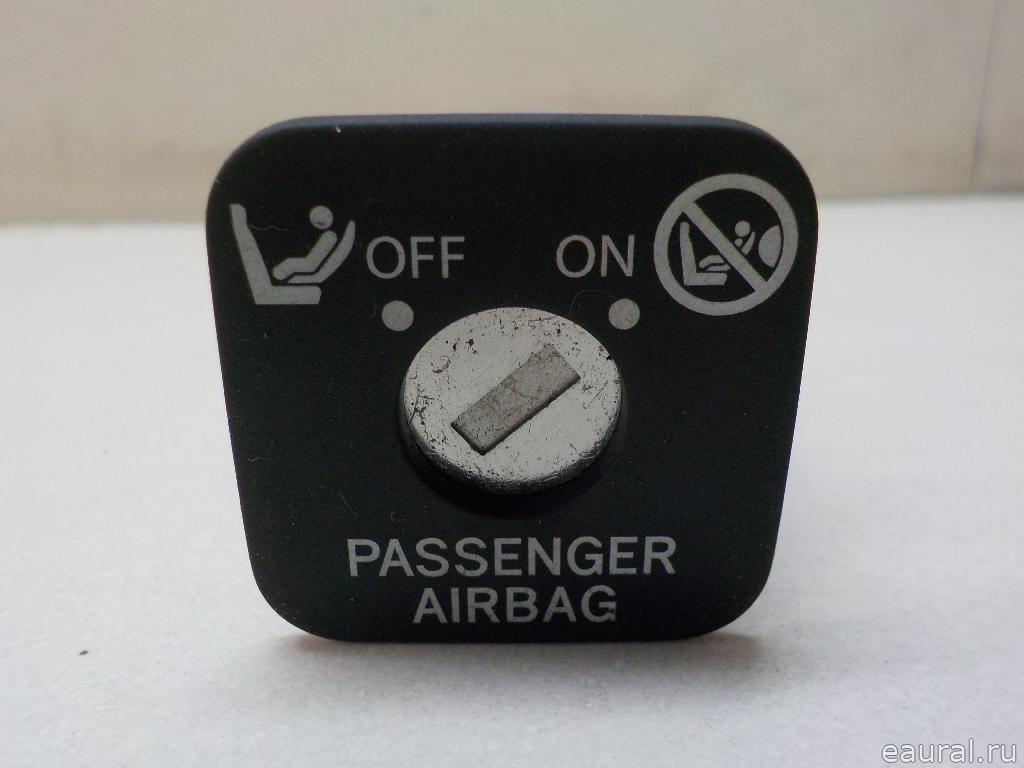 OFF ON
PASSENGER
AIRBAG
eaural.ru